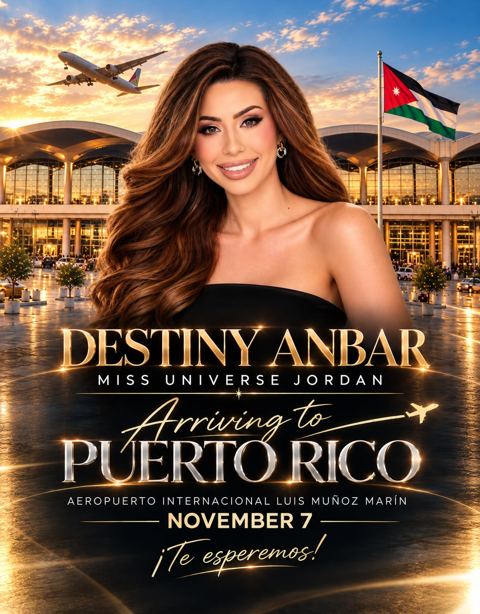 DESTINY ANBAR
MISS UNIVERSE JORDAN
Arriving to
PUERTO RICO
AEROPUERTO INTERNACIONAL LUIS MUÑOZ MARÍN
NOVEMBER 7
¡Te esperemos!